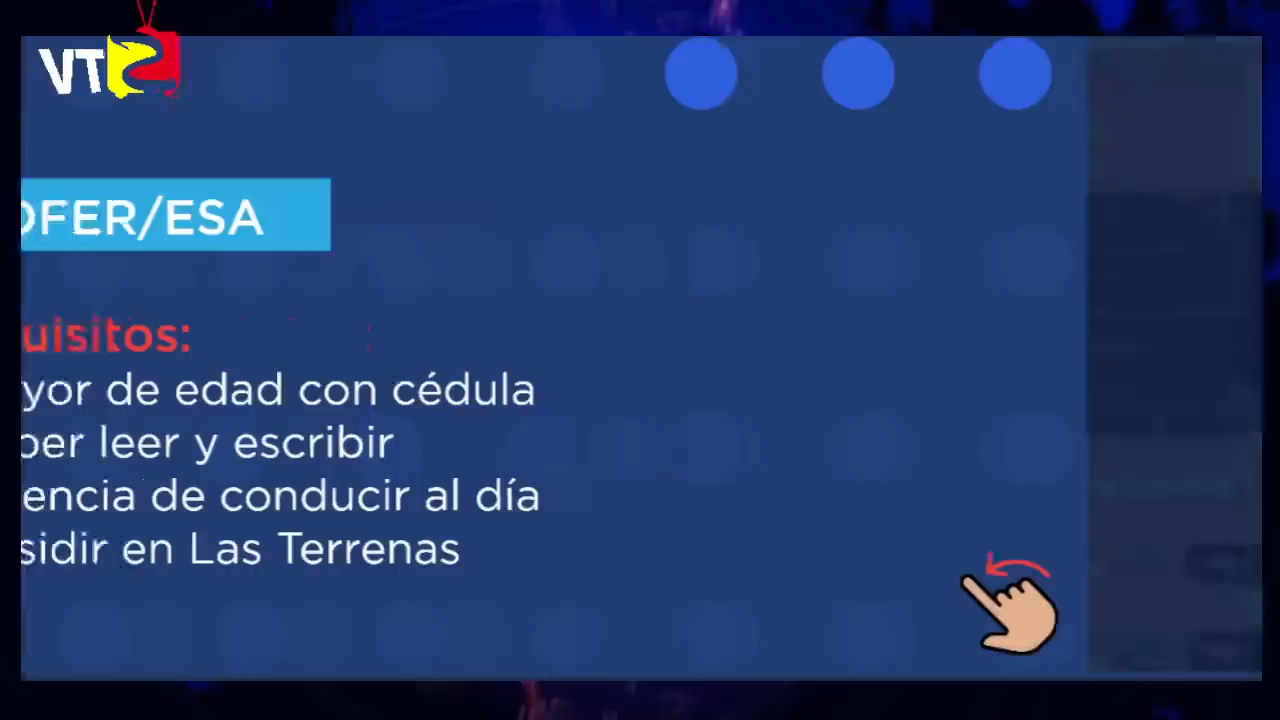 VT
OFER/ESA
uisitos:
yor de edad con cédula
ber leer y escribir
encia de conducir al día
sidir en Las Terrenas